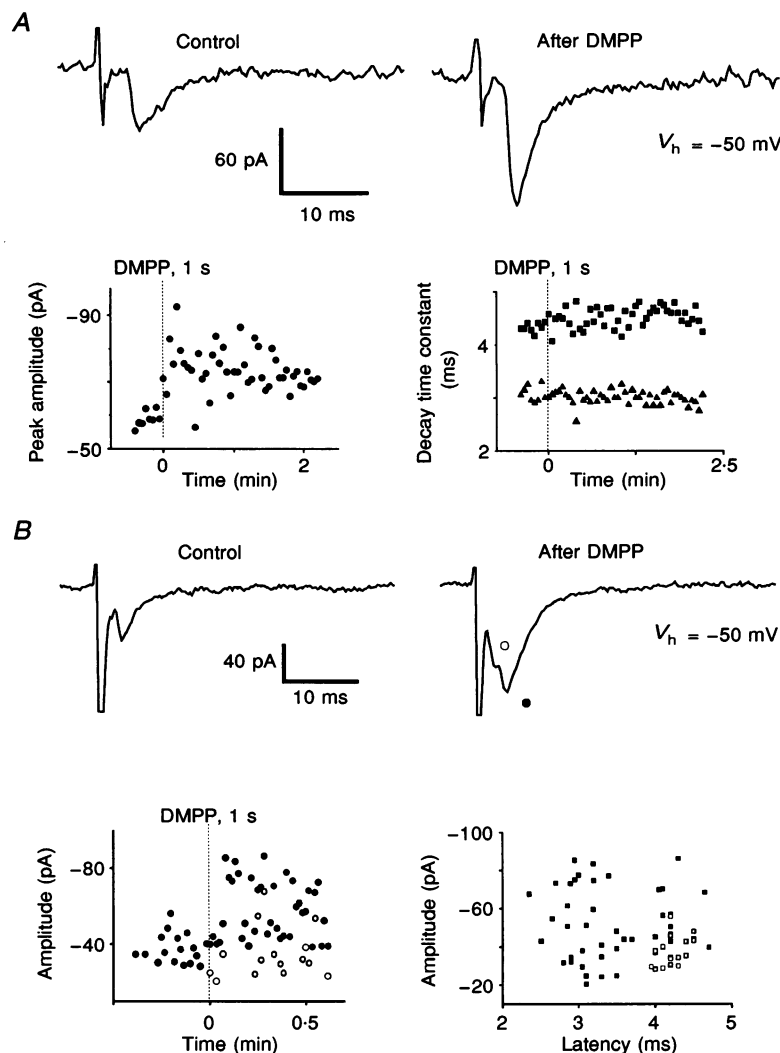 A
Control
After DMPP
60 pA
10 ms
Vh = −50 mV
DMPP, 1 s
Peak amplitude (pA)
−90
−50
0
2
Time (min)
DMPP, 1 s
Decay time constant
(ms)
4
2
0
2·5
Time (min)
B
Control
After DMPP
40 pA
10 ms
Vh = −50 mV
DMPP, 1 s
Amplitude (pA)
−80
−40
0
0·5
Time (min)
Amplitude (pA)
−100
−60
−20
2
3
4
5
Latency (ms)